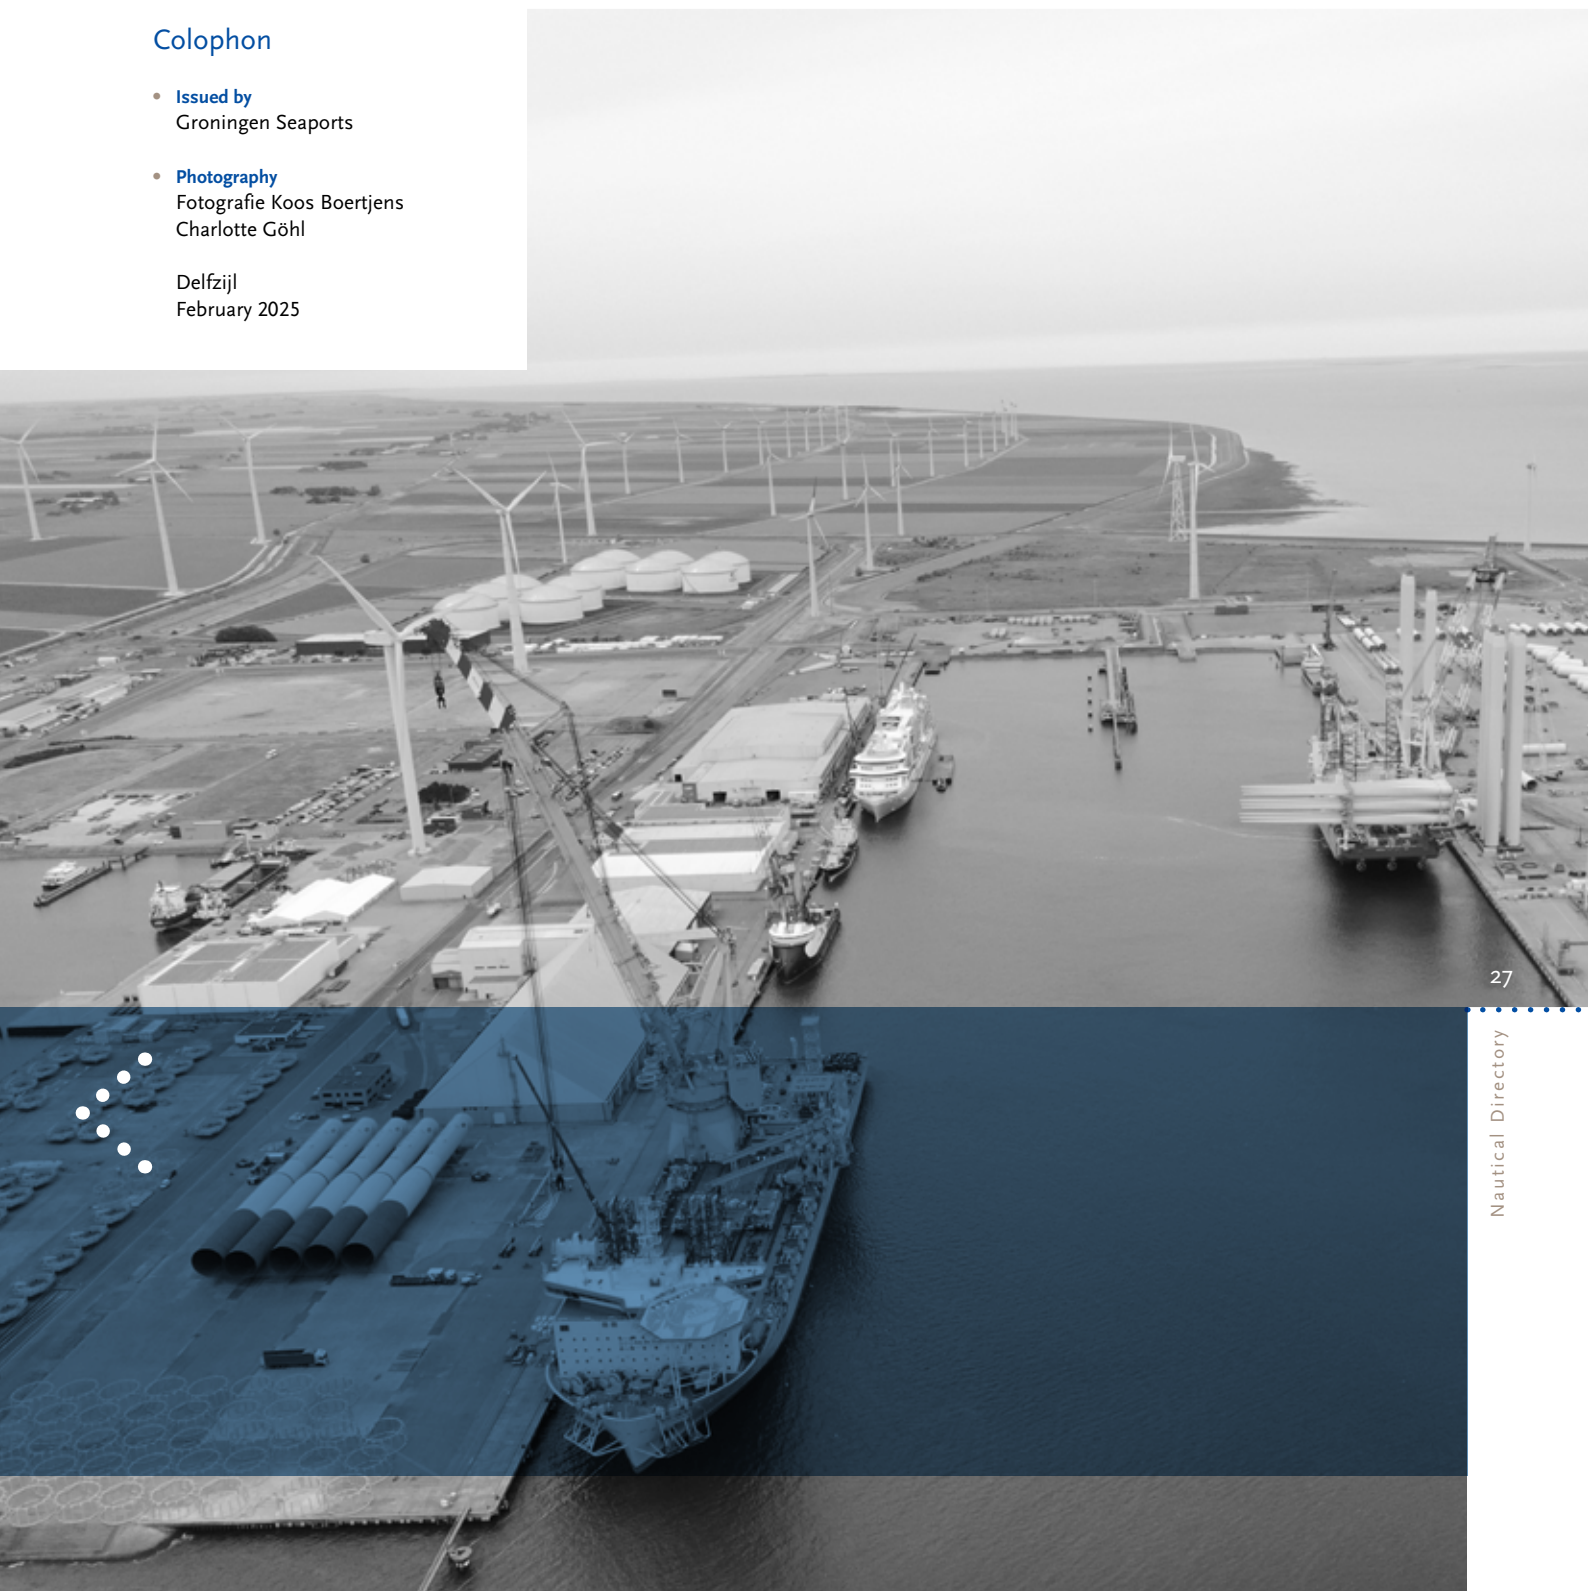 Colophon
Issued by
Groningen Seaports
Photography
Fotografie Koos Boertjens
Charlotte Göhl
Delfzijl
February 2025
27
Nautical Directory